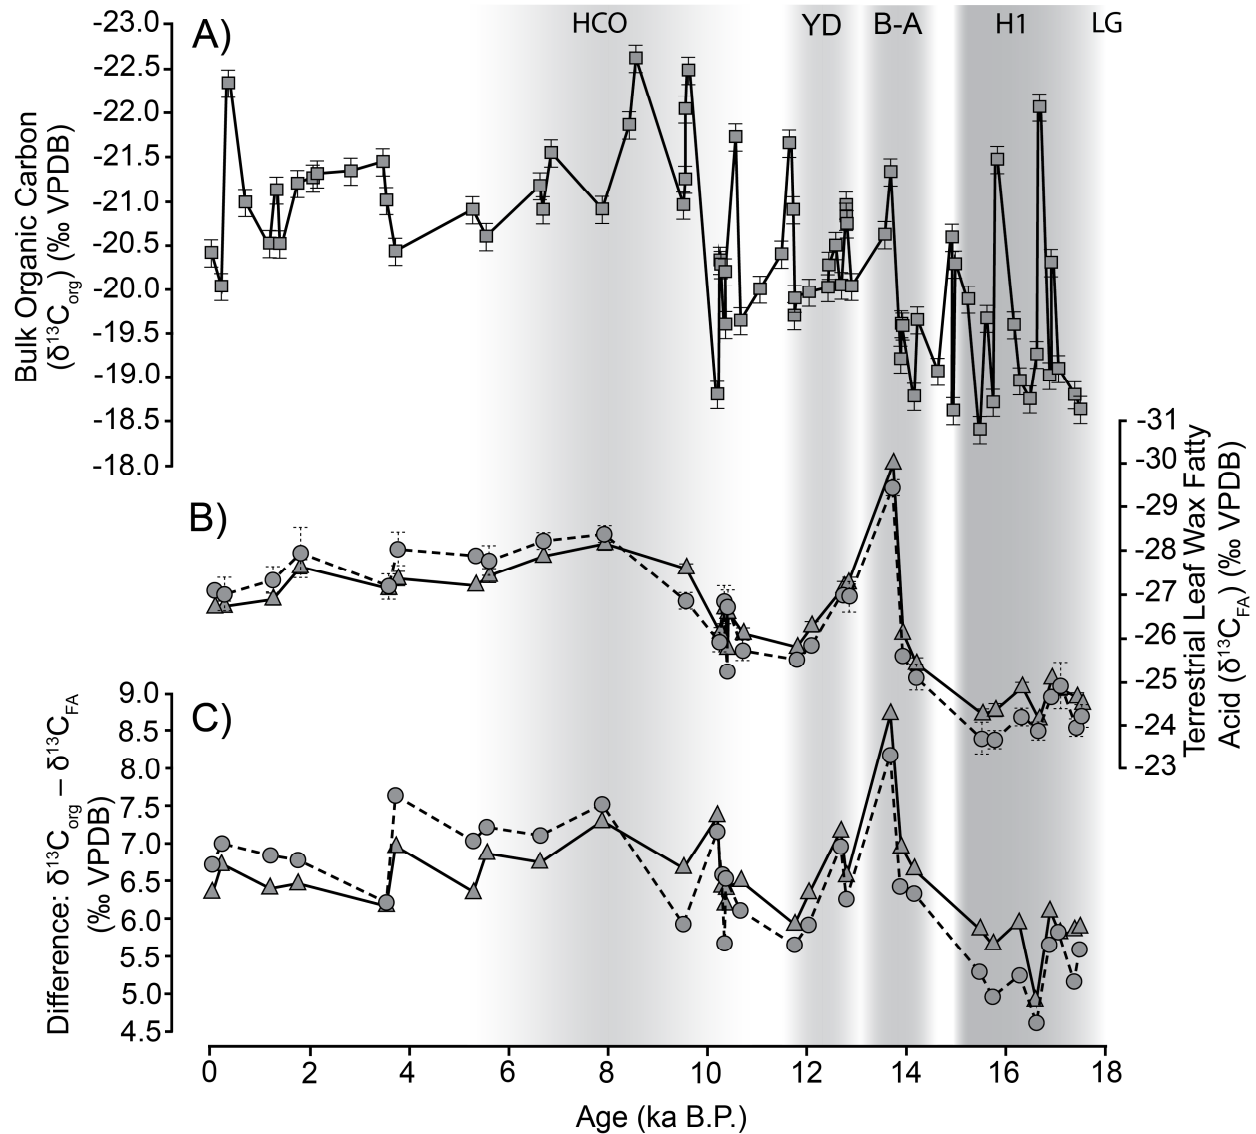 HCO YD B-A H1 LG
A)
Bulk Organic Carbon
(δ¹³Corg) (‰ VPDB)
-23.0
-22.5
-22.0
-21.5
-21.0
-20.5
-20.0
-19.5
-19.0
-18.5
-18.0
B)
-31
-30
-29
-28
-27
-26
-25
-24
-23
Terrestrial Leaf Wax Fatty
Acid (δ¹³CFA) (‰ VPDB)
C)
Difference: δ¹³Corg – δ¹³CFA
(‰ VPDB)
9.0
8.5
8.0
7.5
7.0
6.5
6.0
5.5
5.0
4.5
0 2 4 6 8 10 12 14 16 18
Age (ka B.P.)